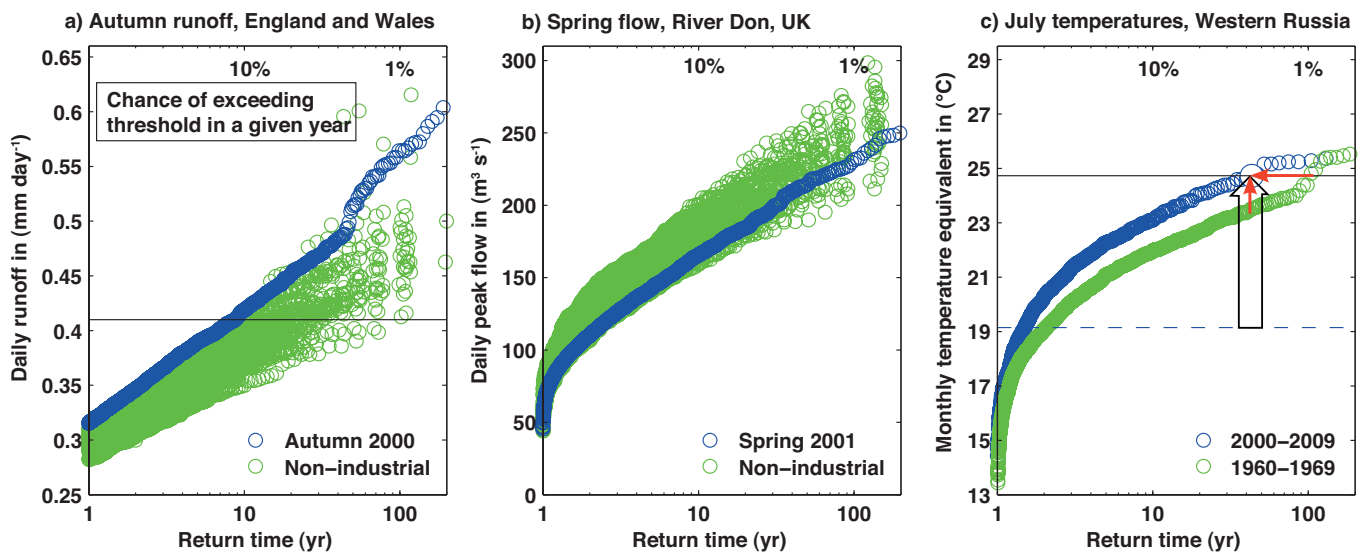 a) Autumn runoff, England and Wales
0.65
0.6
0.55
0.5
0.45
0.4
0.35
0.3
0.25
Daily runoff in (mm day⁻¹)
10%
1%
Chance of exceeding
threshold in a given year
Autumn 2000
Non–industrial
1
10
100
Return time (yr)
b) Spring flow, River Don, UK
300
250
200
150
100
50
0
Daily peak flow in (m³ s⁻¹)
10%
1%
Spring 2001
Non–industrial
1
10
100
Return time (yr)
c) July temperatures, Western Russia
29
27
25
23
21
19
17
15
13
Monthly temperature equivalent in (°C)
10%
1%
2000–2009
1960–1969
1
10
100
Return time (yr)